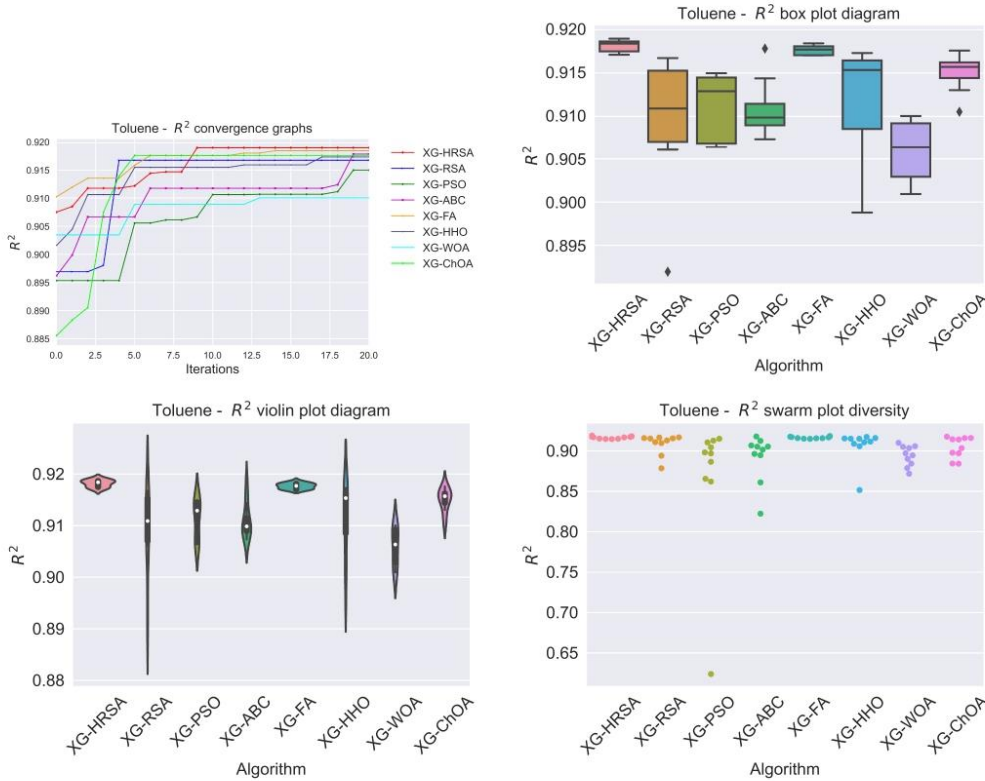 Toluene - R² convergence graphs
0.920
0.915
0.910
0.905
0.900
0.895
0.890
0.885
R²
0.0 2.5 5.0 7.5 10.0 12.5 15.0 17.5 20.0
Iterations
XG-HRSA
XG-RSA
XG-PSO
XG-ABC
XG-FA
XG-HHO
XG-WOA
XG-ChOA
Toluene - R² box plot diagram
0.920
0.915
0.910
0.905
0.900
0.895
R²
XG-HRSA XG-RSA XG-PSO XG-ABC XG-FA XG-HHO XG-WOA XG-ChOA
Algorithm
Toluene - R² violin plot diagram
0.92
0.91
0.90
0.89
0.88
R²
XG-HRSA XG-RSA XG-PSO XG-ABC XG-FA XG-HHO XG-WOA XG-ChOA
Algorithm
Toluene - R² swarm plot diversity
0.90
0.85
0.80
0.75
0.70
0.65
R²
XG-HRSA XG-RSA XG-PSO XG-ABC XG-FA XG-HHO XG-WOA XG-ChOA
Algorithm